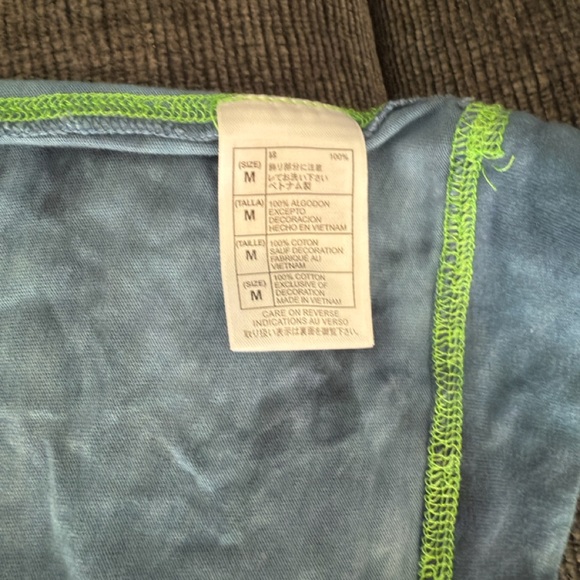 (SIZE) M
綿 100%
飾り部分に注意
してお洗い下さい
ベトナム製
(TALLA) M
100% ALGODON
EXCEPTO
DECORACION
HECHO EN VIETNAM
(TAILLE) M
100% COTON
SAUF DECORATION
FABRIQUÉ AU
VIETNAM
(SIZE) M
100% COTTON
EXCLUSIVE OF
DECORATION
MADE IN VIETNAM
CARE ON REVERSE
INDICATIONS AU VERSO
取り扱い表示は裏面を御覧下さい。